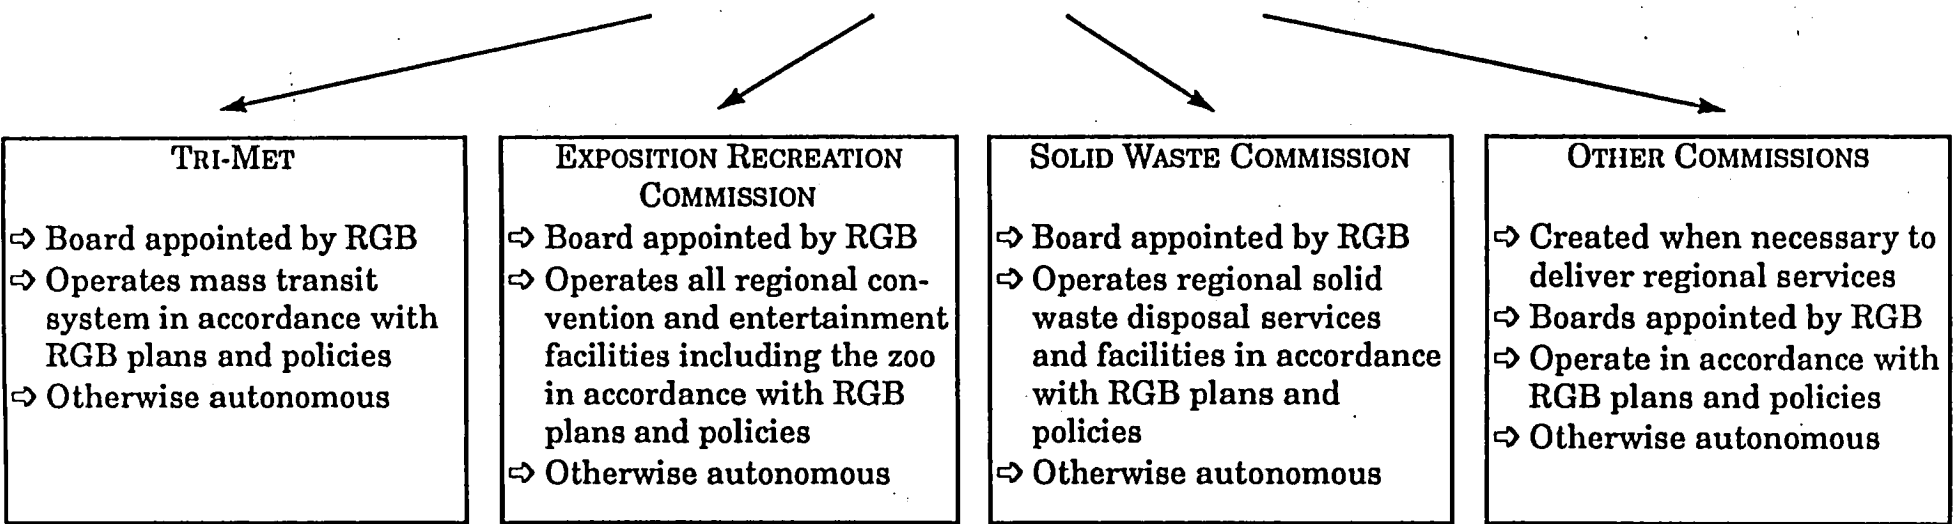 TRI-MET
⇨ Board appointed by RGB
⇨ Operates mass transit
system in accordance with
RGB plans and policies
⇨ Otherwise autonomous
EXPOSITION RECREATION
COMMISSION
⇨ Board appointed by RGB
⇨ Operates all regional con-
vention and entertainment
facilities including the zoo
in accordance with RGB
plans and policies
⇨ Otherwise autonomous
SOLID WASTE COMMISSION
⇨ Board appointed by RGB
⇨ Operates regional solid
waste disposal services
and facilities in accordance
with RGB plans and
policies
⇨ Otherwise autonomous
OTHER COMMISSIONS
⇨ Created when necessary to
deliver regional services
⇨ Boards appointed by RGB
⇨ Operate in accordance with
RGB plans and policies
⇨ Otherwise autonomous